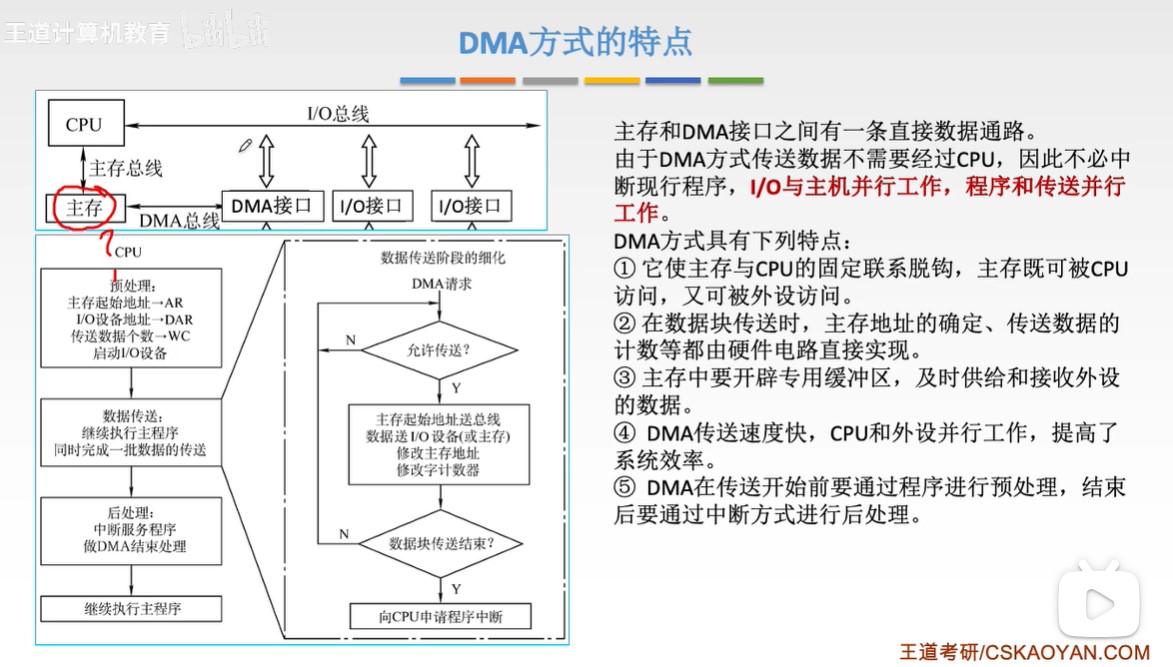 王道计算机教育 bilibili
DMA方式的特点
CPU
I/O总线
主存总线
主存
DMA总线
DMA接口
I/O接口
I/O接口
CPU
预处理：
主存起始地址→AR
I/O设备地址→DAR
传送数据个数→WC
启动I/O设备
数据传送：
继续执行主程序
同时完成一批数据的传送
后处理：
中断服务程序
做DMA结束处理
继续执行主程序
数据传送阶段的细化
DMA请求
允许传送？
N
Y
主存起始地址送总线
数据送I/O设备(或主存)
修改主存地址
修改字计数器
数据块传送结束？
N
Y
向CPU申请程序中断
主存和DMA接口之间有一条直接数据通路。
由于DMA方式传送数据不需要经过CPU，因此不必中
断现行程序，I/O与主机并行工作，程序和传送并行
工作。
DMA方式具有下列特点：
① 它使主存与CPU的固定联系脱钩，主存既可被CPU
访问，又可被外设访问。
② 在数据块传送时，主存地址的确定、传送数据的
计数等都由硬件电路直接实现。
③ 主存中要开辟专用缓冲区，及时供给和接收外设
的数据。
④ DMA传送速度快，CPU和外设并行工作，提高了
系统效率。
⑤ DMA在传送开始前要通过程序进行预处理，结束
后要通过中断方式进行后处理。
王道考研/CSKAOYAN.COM